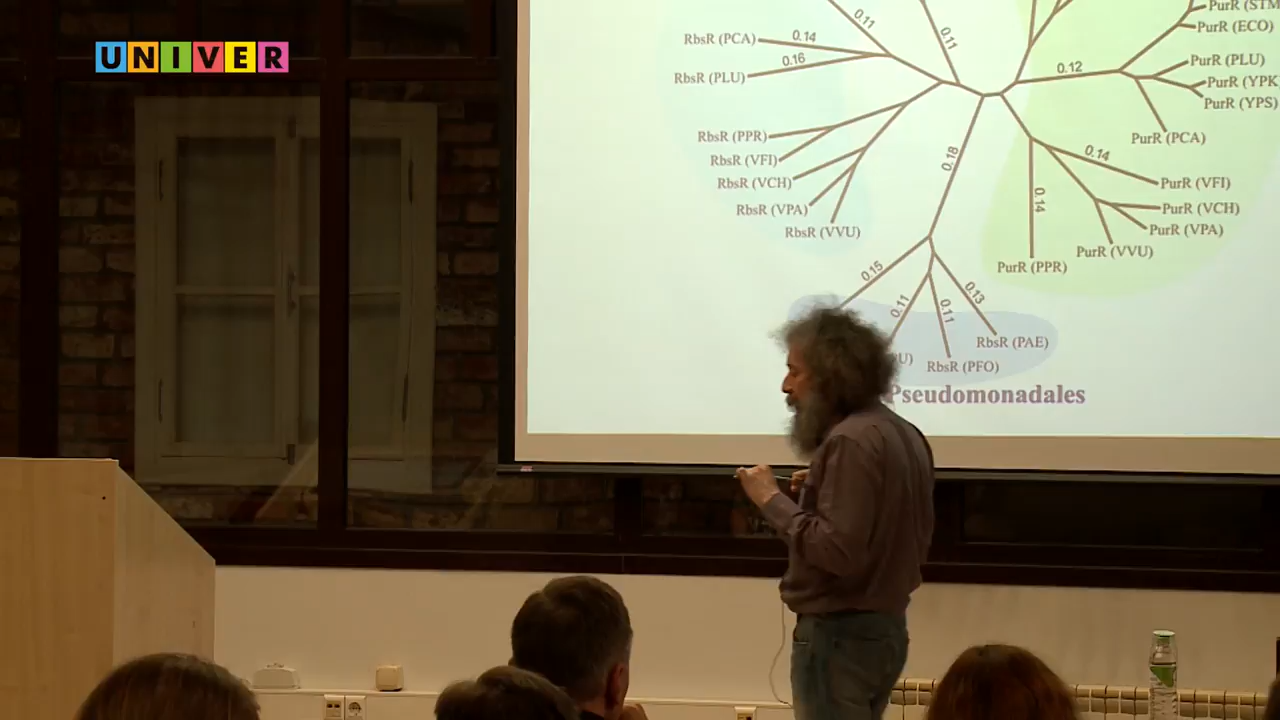 UNIVER
0.11
0.11
PurR (STM
PurR (ECO)
RbsR (PCA)
0.14
0.16
RbsR (PLU)
0.12
PurR (PLU)
PurR (YPK
PurR (YPS)
PurR (PCA)
RbsR (PPR)
RbsR (VFI)
RbsR (VCH)
RbsR (VPA)
RbsR (VVU)
0.18
0.14
0.14
PurR (VFI)
PurR (VCH)
PurR (VPA)
PurR (VVU)
PurR (PPR)
0.15
0.11
0.11
0.13
RbsR (PAE)
U)
RbsR (PFO)
Pseudomonadales